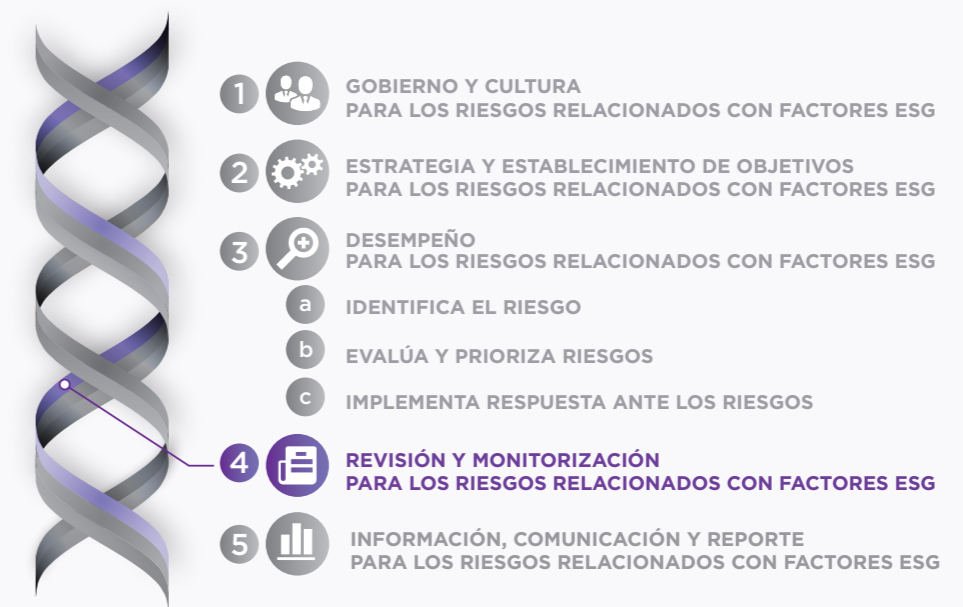 1 GOBIERNO Y CULTURA
PARA LOS RIESGOS RELACIONADOS CON FACTORES ESG
2 ESTRATEGIA Y ESTABLECIMIENTO DE OBJETIVOS
PARA LOS RIESGOS RELACIONADOS CON FACTORES ESG
3 DESEMPEÑO
PARA LOS RIESGOS RELACIONADOS CON FACTORES ESG
a IDENTIFICA EL RIESGO
b EVALÚA Y PRIORIZA RIESGOS
c IMPLEMENTA RESPUESTA ANTE LOS RIESGOS
4 REVISIÓN Y MONITORIZACIÓN
PARA LOS RIESGOS RELACIONADOS CON FACTORES ESG
5 INFORMACIÓN, COMUNICACIÓN Y REPORTE
PARA LOS RIESGOS RELACIONADOS CON FACTORES ESG